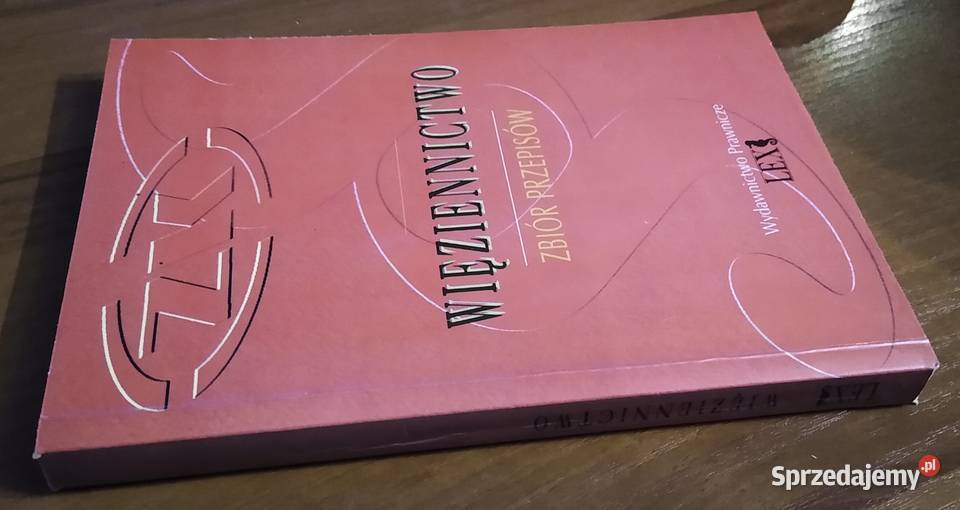 WIĘZIENNICTWO
ZBIÓR PRZEPISÓW
Wydawnictwo Prawnicze
LEX
LEX
WIĘZIENNICTWO
Sprzedajemy.pl